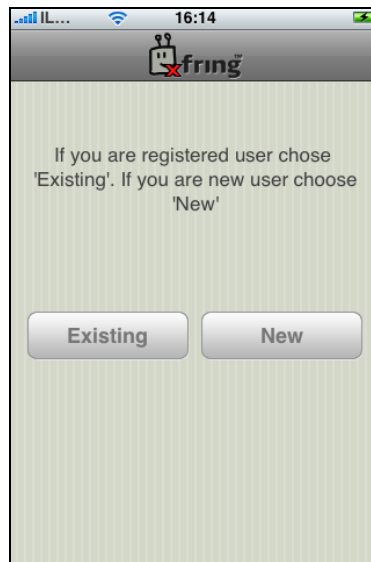 IL... 16:14
fring™
If you are registered user chose
'Existing'. If you are new user choose
'New'
Existing New